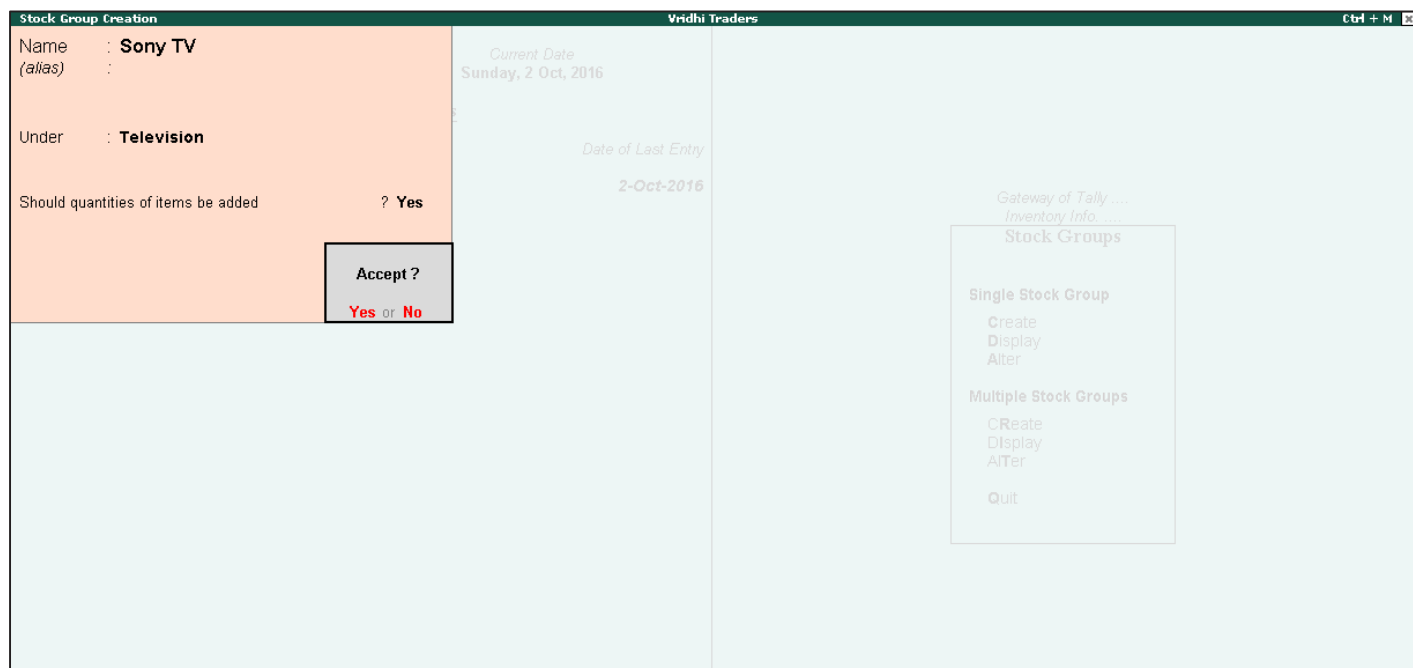 Stock Group Creation Vridhi Traders Ctrl + M
Name : Sony TV
(alias) :
Under : Television
Should quantities of items be added ? Yes
Accept ?
Yes or No
Current Date
Sunday, 2 Oct, 2016
Date of Last Entry
2-Oct-2016
Gateway of Tally ....
Inventory Info. ....
Stock Groups
Single Stock Group
Create
Display
Alter
Multiple Stock Groups
CReate
DIsplay
AlTer
Quit